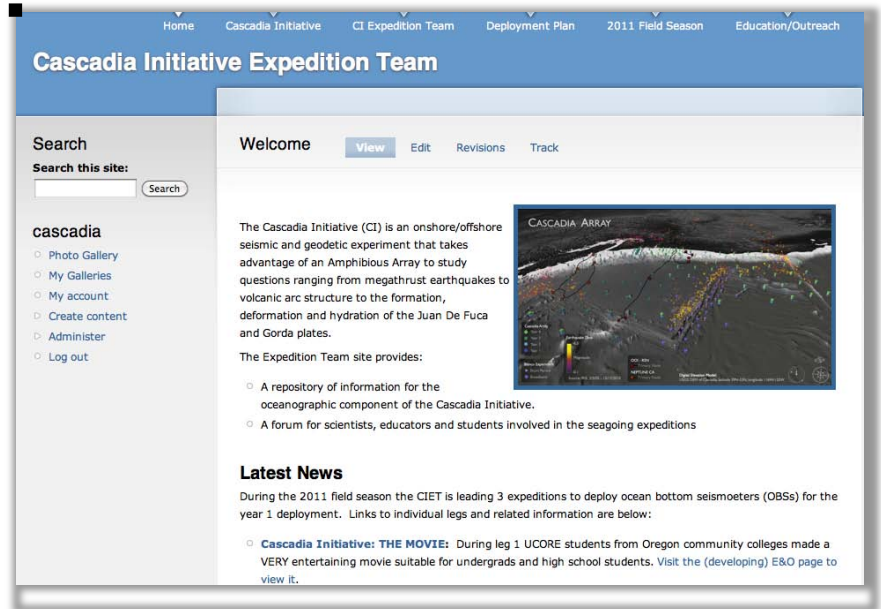 Home Cascadia Initiative CI Expedition Team Deployment Plan 2011 Field Season Education/Outreach
Cascadia Initiative Expedition Team
Search
Search this site:
Search
cascadia
Photo Gallery
My Galleries
My account
Create content
Administer
Log out
Welcome View Edit Revisions Track
The Cascadia Initiative (CI) is an onshore/offshore
seismic and geodetic experiment that takes
advantage of an Amphibious Array to study
questions ranging from megathrust earthquakes to
volcanic arc structure to the formation,
deformation and hydration of the Juan De Fuca
and Gorda plates.
CASCADIA ARRAY
The Expedition Team site provides:
A repository of information for the
oceanographic component of the Cascadia Initiative.
A forum for scientists, educators and students involved in the seagoing expeditions
Latest News
During the 2011 field season the CIET is leading 3 expeditions to deploy ocean bottom seismoeters (OBSs) for the
year 1 deployment. Links to individual legs and related information are below:
Cascadia Initiative: THE MOVIE: During leg 1 UCORE students from Oregon community colleges made a
VERY entertaining movie suitable for undergrads and high school students. Visit the (developing) E&O page to
view it.